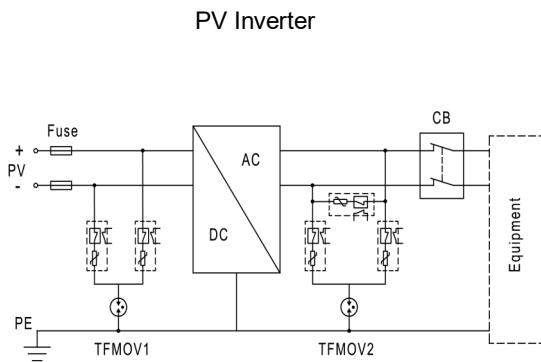 PV Inverter
CB
Fuse
+
PV
-
AC
DC
Equipment
PE
TFMOV1
TFMOV2